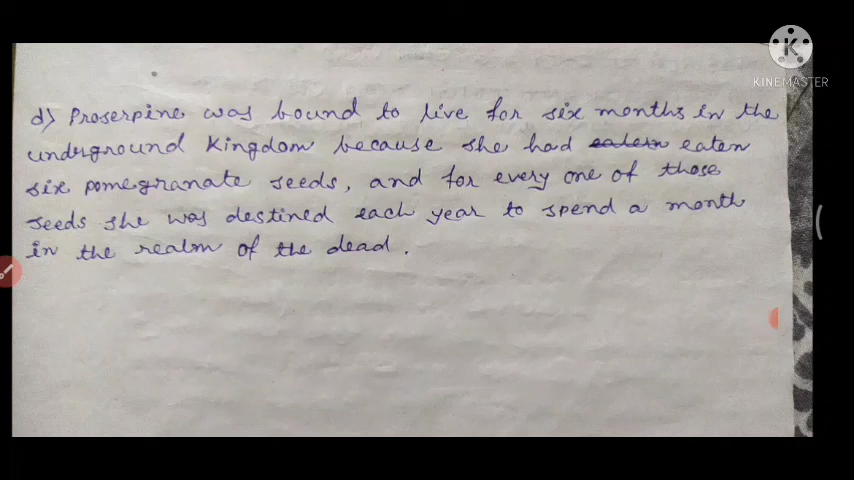 KINEMASTER
d) Proserpine was bound to live for six months in the
underground Kingdom because she had eaten eaten
six pomegranate seeds, and for every one of those
seeds she was destined each year to spend a month
in the realm of the dead.